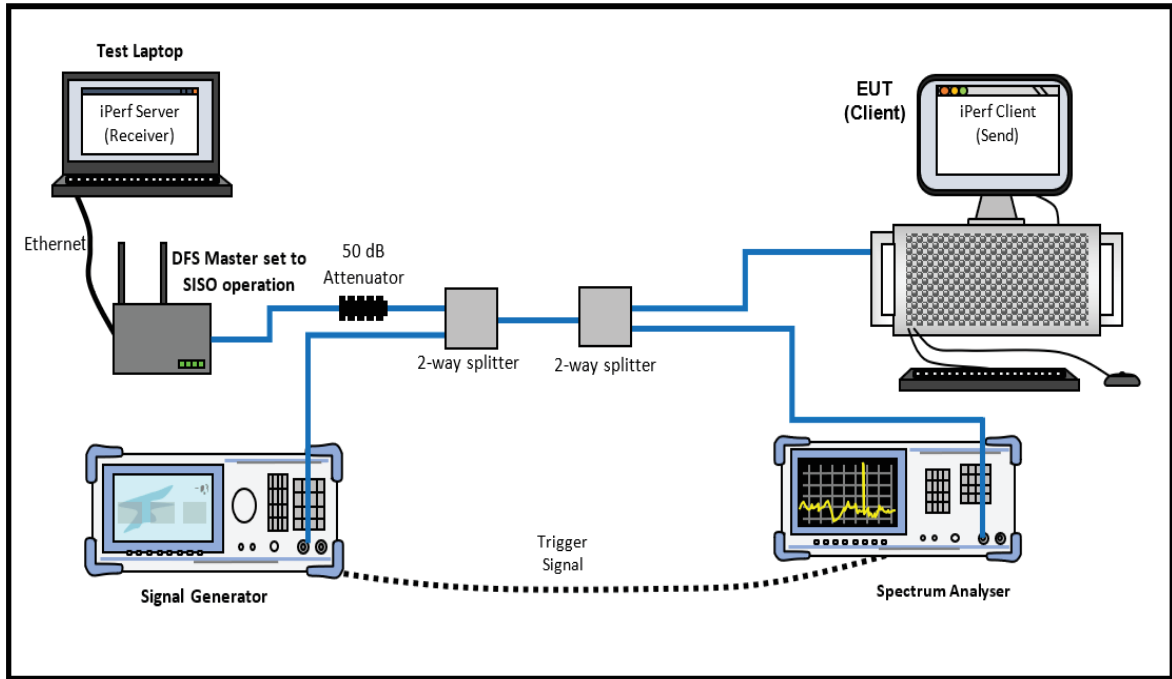 Test Laptop
iPerf Server
(Receiver)
EUT
(Client)
iPerf Client
(Send)
Ethernet
DFS Master set to
SISO operation
50 dB
Attenuator
2-way splitter
2-way splitter
Trigger
Signal
Signal Generator
Spectrum Analyser